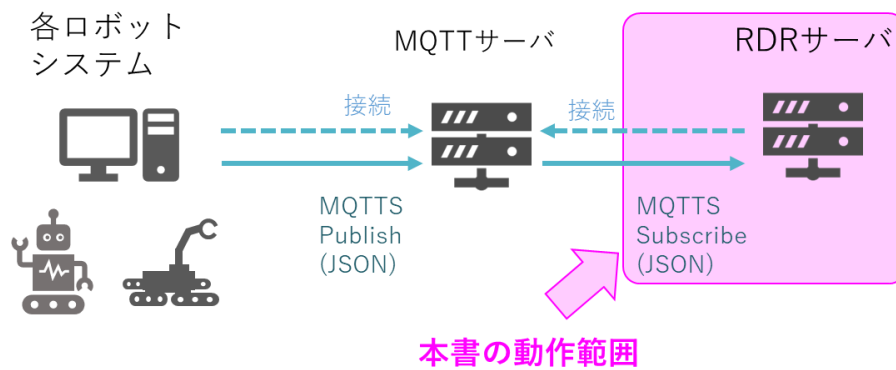 各ロボット
システム
MQTTサーバ
RDRサーバ
接続
接続
MQTTS
Publish
(JSON)
MQTTS
Subscribe
(JSON)
本書の動作範囲